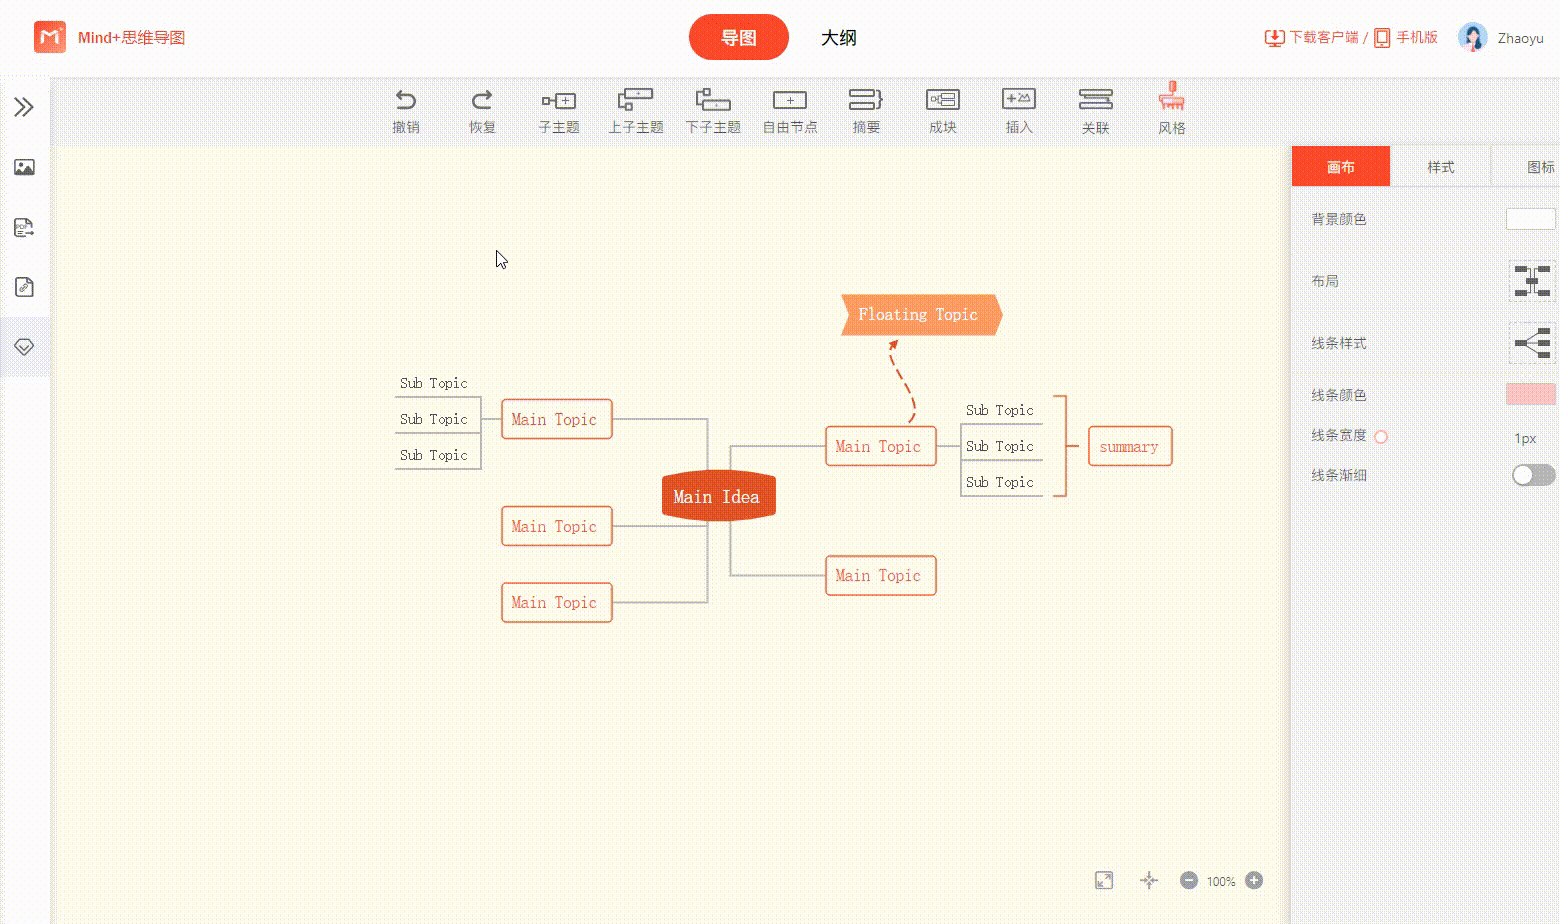 Mind+思维导图
导图
大纲
下载客户端 /
手机版
Zhaoyu
撤销
恢复
子主题
上子主题
下子主题
自由节点
摘要
成块
插入
关联
风格
画布
样式
图标
背景颜色
布局
线条样式
线条颜色
线条宽度
1px
线条渐细
Floating Topic
Sub Topic
Sub Topic
Sub Topic
Main Topic
Main Topic
Sub Topic
Sub Topic
Sub Topic
summary
Main Idea
Main Topic
Main Topic
Main Topic
PDF
100%